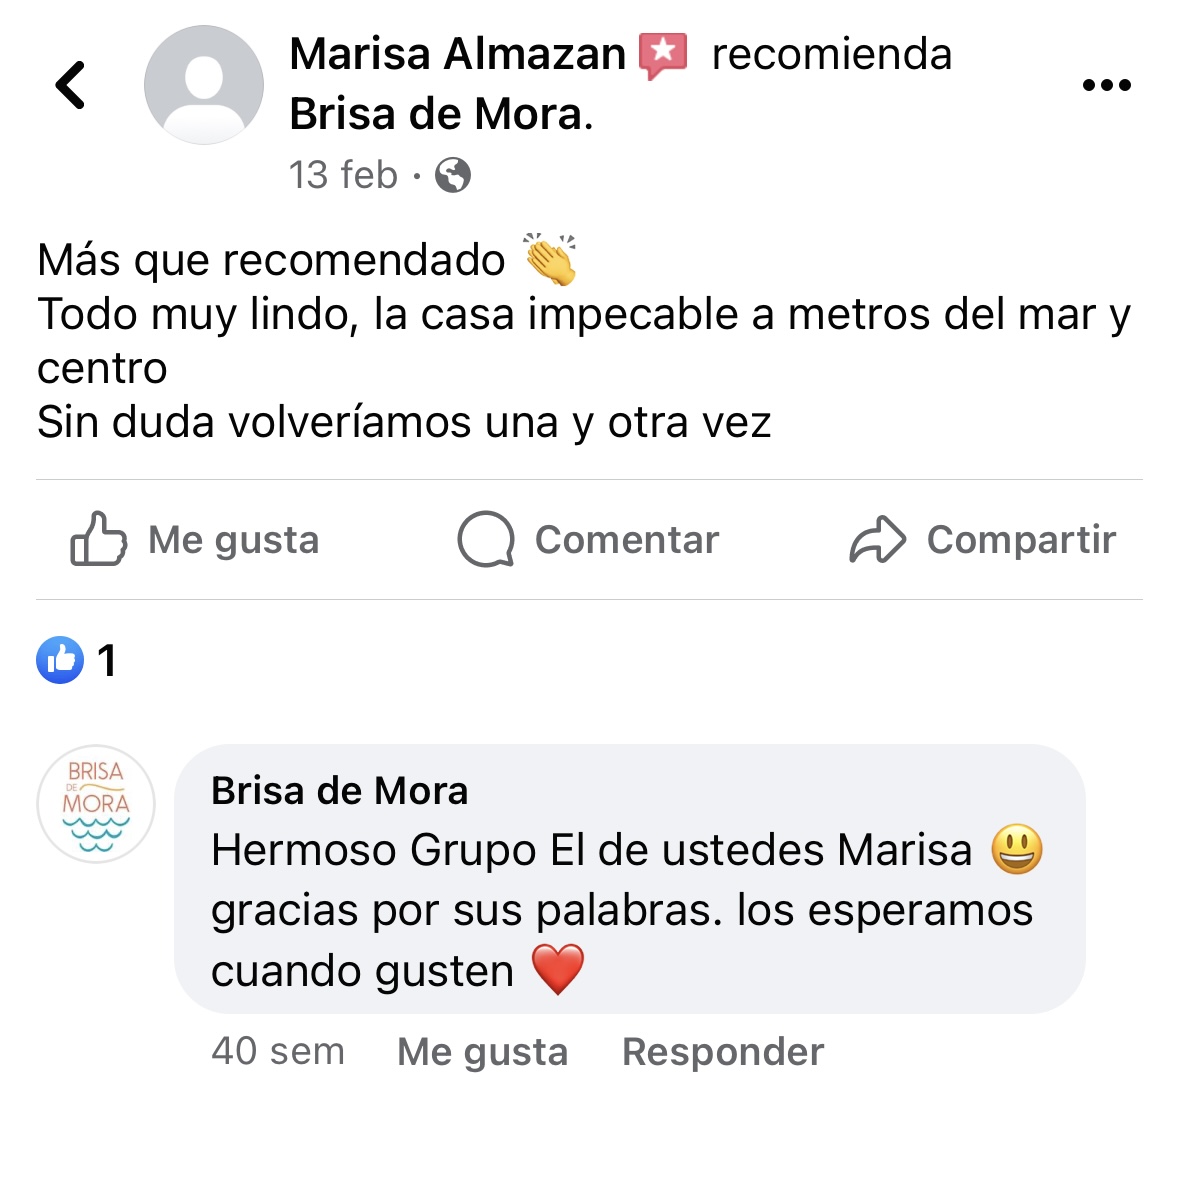 Marisa Almazan recomienda
Brisa de Mora.
13 feb ·
Más que recomendado 👏
Todo muy lindo, la casa impecable a metros del mar y
centro
Sin duda volveríamos una y otra vez
Me gusta Comentar Compartir
1
BRISA
DE
MORA
Brisa de Mora
Hermoso Grupo El de ustedes Marisa 😃
gracias por sus palabras. los esperamos
cuando gusten ❤️
40 sem Me gusta Responder